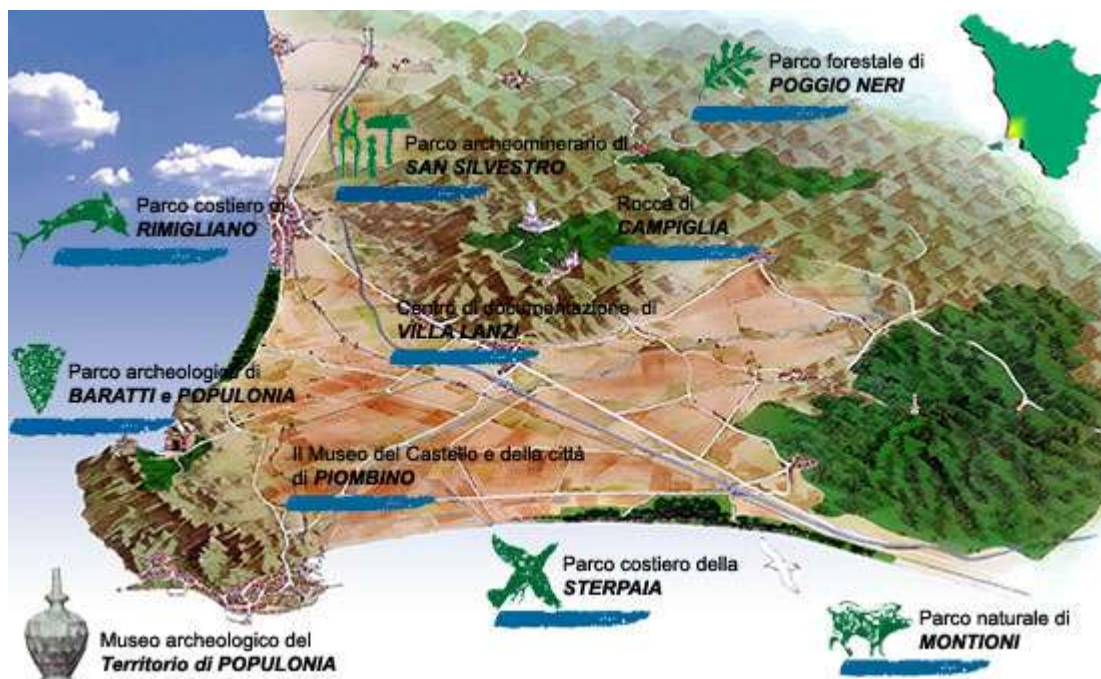 Parco forestale di
POGGIO NERI
Parco archeominerario di
SAN SILVESTRO
Parco costiero di
RIMIGLIANO
Rocca di
CAMPIGLIA
Centro di documentazione di
VILLA LANZI
Parco archeologico di
BARATTI e POPULONIA
Il Museo del Castello e della città
di PIOMBINO
Parco costiero della
STERPAIA
Parco naturale di
MONTIONI
Museo archeologico del
Territorio di POPULONIA